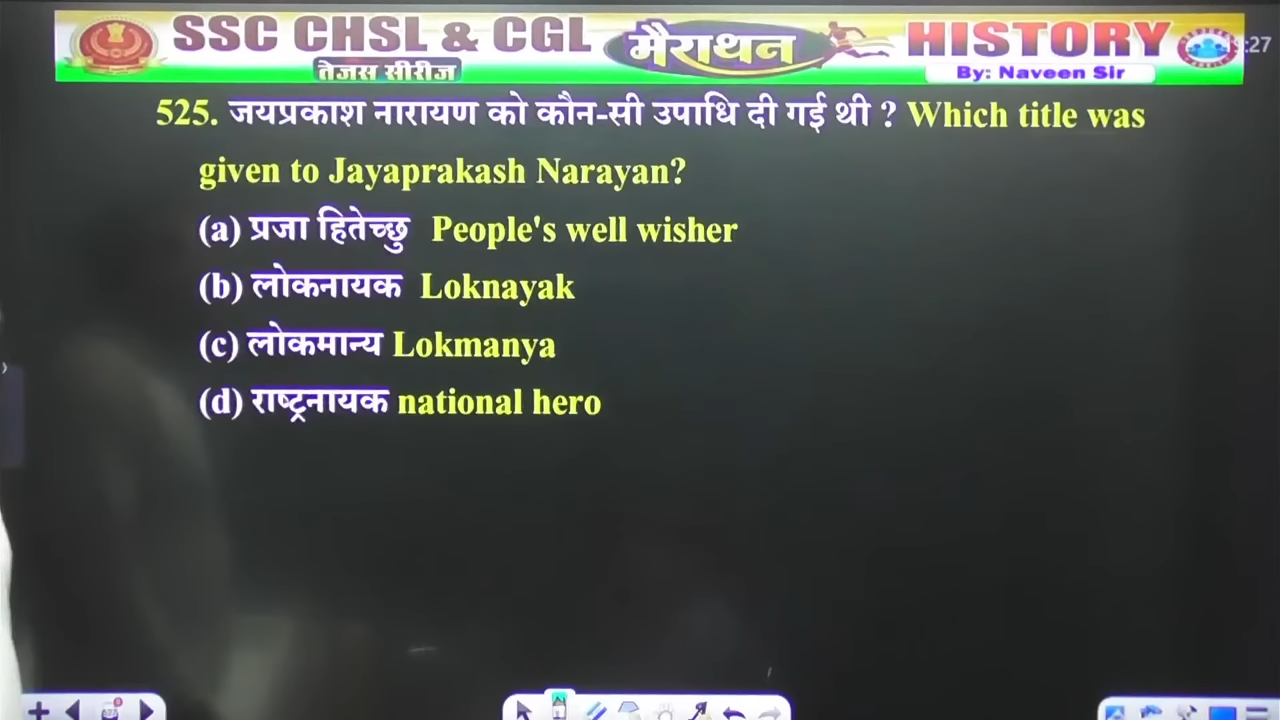 SSC CHSL & CGL मैराथन HISTORY
तेजस सीरीज By: Naveen Sir
:27
525. जयप्रकाश नारायण को कौन-सी उपाधि दी गई थी ? Which title was
given to Jayaprakash Narayan?
(a) प्रजा हितेच्छु People's well wisher
(b) लोकनायक Loknayak
(c) लोकमान्य Lokmanya
(d) राष्ट्रनायक national hero